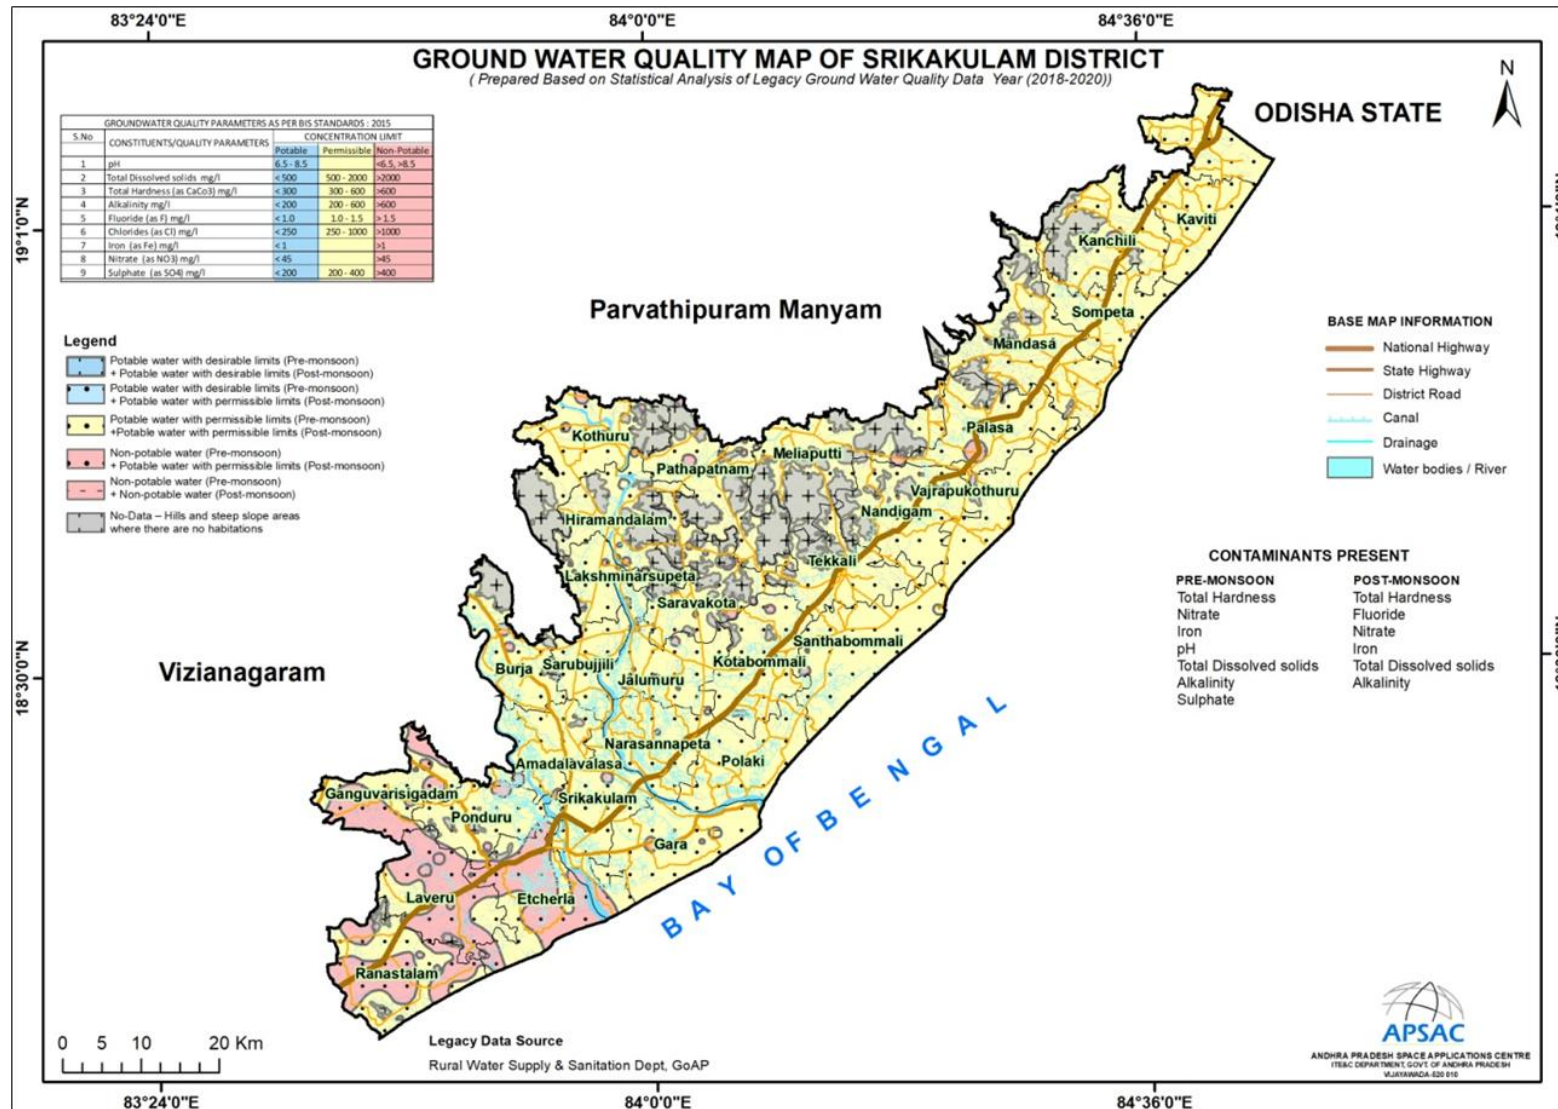 83°24'0"E 84°0'0"E 84°36'0"E
GROUND WATER QUALITY MAP OF SRIKAKULAM DISTRICT
( Prepared Based on Statistical Analysis of Legacy Ground Water Quality Data Year (2018-2020))
N
ODISHA STATE
GROUNDWATER QUALITY PARAMETERS AS PER BIS STANDARDS : 2015
S.No CONSTITUENTS/QUALITY PARAMETERS CONCENTRATION LIMIT
Potable Permissible Non-Potable
1 pH 6.5 - 8.5 <6.5, >8.5
2 Total Dissolved solids mg/l <500 500 - 2000 >2000
3 Total Hardness (as CaCo3) mg/l <300 300 - 600 >600
4 Alkalinity mg/l <200 200 - 600 >600
5 Fluoride (as F) mg/l <1.0 1.0 - 1.5 >1.5
6 Chlorides (as Cl) mg/l <250 250 - 1000 >1000
7 Iron (as Fe) mg/l <1 >1
8 Nitrate (as NO3) mg/l <45 >45
9 Sulphate (as SO4) mg/l <200 200 - 400 >400
19°1'0"N
18°30'0"N
Parvathipuram Manyam
Vizianagaram
Legend
Potable water with desirable limits (Pre-monsoon)
+ Potable water with desirable limits (Post-monsoon)
Potable water with desirable limits (Pre-monsoon)
+ Potable water with permissible limits (Post-monsoon)
Potable water with permissible limits (Pre-monsoon)
+Potable water with permissible limits (Post-monsoon)
Non-potable water (Pre-monsoon)
+ Potable water with permissible limits (Post-monsoon)
Non-potable water (Pre-monsoon)
+ Non-potable water (Post-monsoon)
No-Data – Hills and steep slope areas
where there are no habitations
Kaviti
Kanchili
Sompeta
Mandasa
Palasa
Kothuru
Meliaputti
Pathapatnam
Vajrapukothuru
Nandigam
Hiramandalam
Tekkali
Lakshminarsupeta
Saravakota
Santhabommali
Kotabommali
Burja
Sarubujjili
Jalumuru
Narasannapeta
Polaki
Amadalavalasa
Ganguvarisigadam
Srikakulam
Ponduru
Gara
Laveru
Etcherla
Ranastalam
BAY OF BENGAL
BASE MAP INFORMATION
National Highway
State Highway
District Road
Canal
Drainage
Water bodies / River
CONTAMINANTS PRESENT
PRE-MONSOON POST-MONSOON
Total Hardness Total Hardness
Nitrate Fluoride
Iron Nitrate
pH Iron
Total Dissolved solids Total Dissolved solids
Alkalinity Alkalinity
Sulphate
0 5 10 20 Km
Legacy Data Source
Rural Water Supply & Sanitation Dept, GoAP
APSAC
ANDHRA PRADESH SPACE APPLICATIONS CENTRE
ITE&C DEPARTMENT, GOVT. OF ANDHRA PRADESH
VIJAYAWADA-520 010
83°24'0"E 84°0'0"E 84°36'0"E